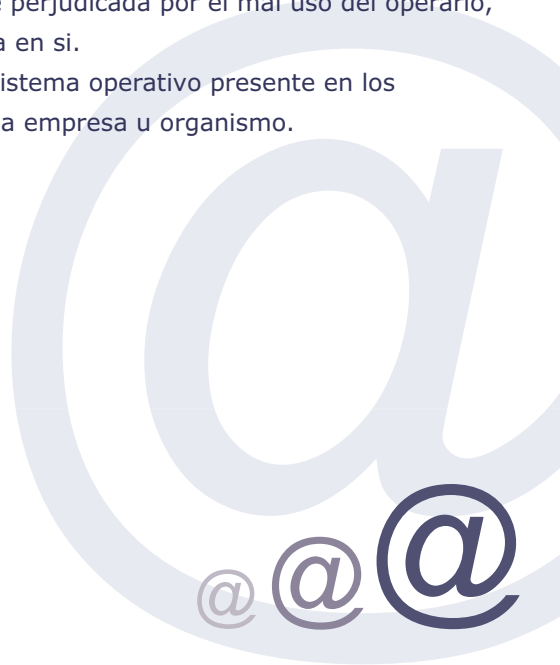 perjudicada por el mal uso del operario,
a en si.
istema operativo presente en los
a empresa u organismo.
@
@ @ @